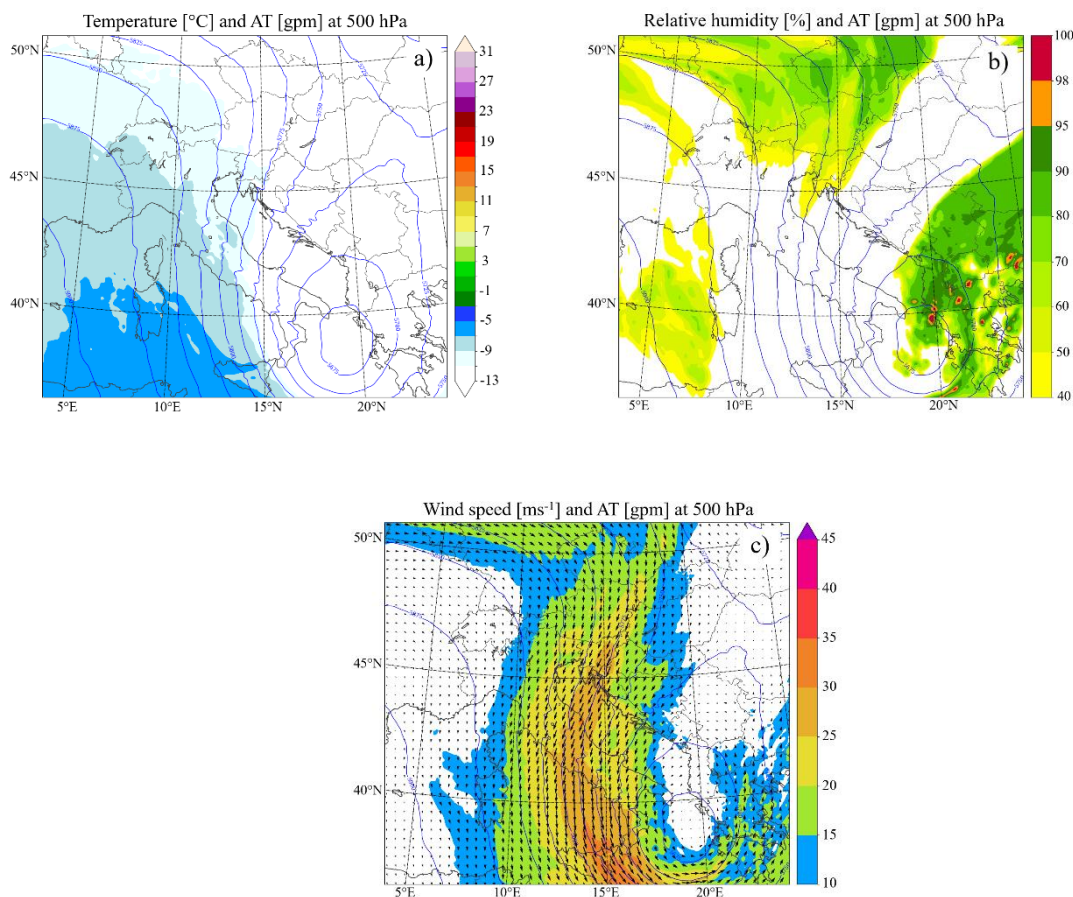 Temperature [°C] and AT [gpm] at 500 hPa
a)
50°N
45°N
40°N
5°E 10°E 15°E 20°N
31
27
23
19
15
11
7
3
-1
-5
-9
-13
Relative humidity [%] and AT [gpm] at 500 hPa
b)
50°N
45°N
40°N
5°E 10°E 15°E 20°N
100
98
95
90
80
70
60
50
40
Wind speed [ms-1] and AT [gpm] at 500 hPa
c)
50°N
45°N
40°N
5°E 10°E 15°E 20°E
45
40
35
30
25
20
15
10